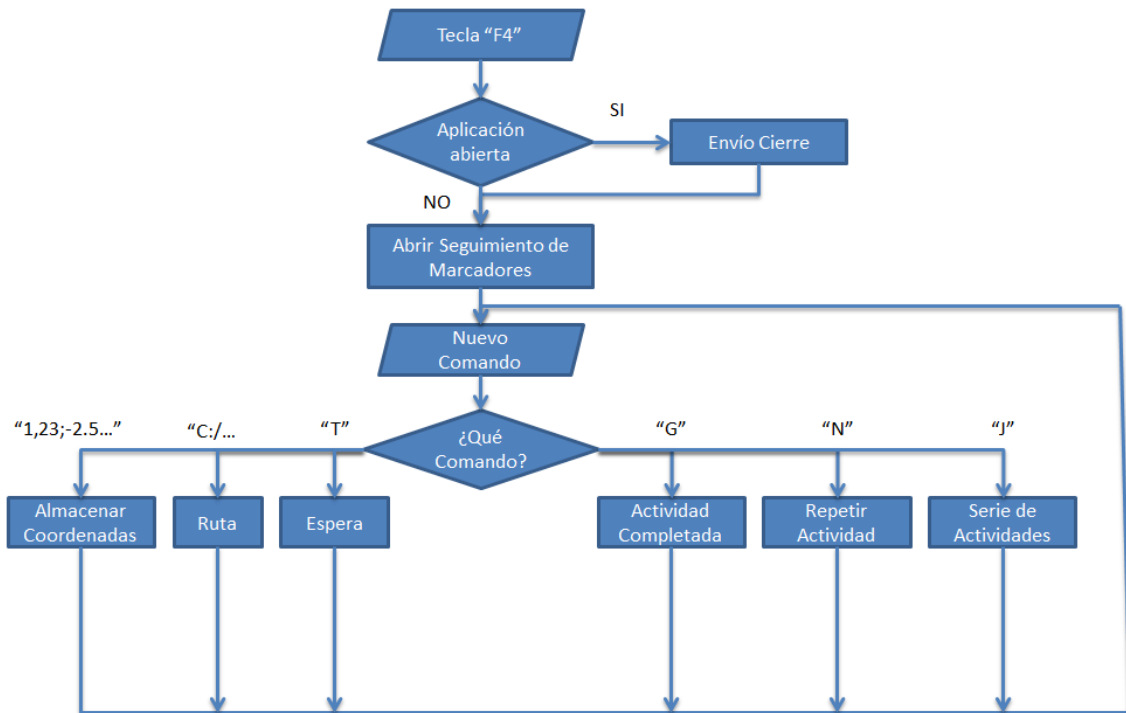 Tecla “F4”
SI
Aplicación
abierta
Envío Cierre
NO
Abrir Seguimiento de
Marcadores
Nuevo
Comando
“1,23;-2.5...”
“C:/...
“T”
¿Qué
Comando?
“G”
“N”
“J”
Almacenar
Coordenadas
Ruta
Espera
Actividad
Completada
Repetir
Actividad
Serie de
Actividades